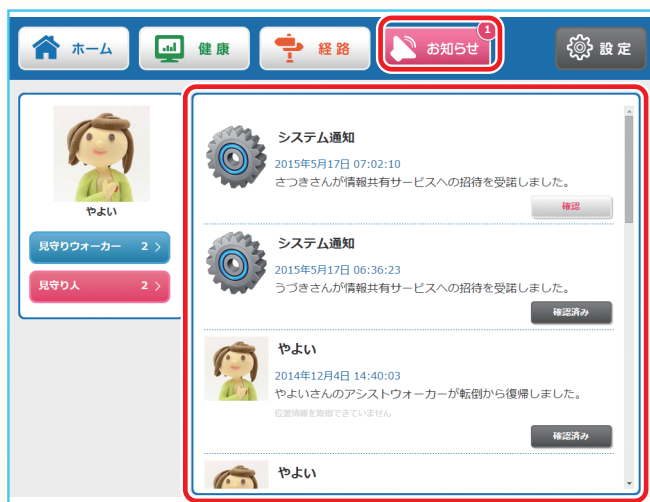 ホーム
健康
経路
お知らせ
1
設定
やよい
見守りウォーカー 2
見守り人 2
システム通知
2015年5月17日 07:02:10
さつきさんが情報共有サービスへの招待を受諾しました。
確認
システム通知
2015年5月17日 06:36:23
うづきさんが情報共有サービスへの招待を受諾しました。
確認済み
やよい
2014年12月4日 14:40:03
やよいさんのアシストウォーカーが転倒から復帰しました。
位置情報を取得できていません
確認済み
やよい